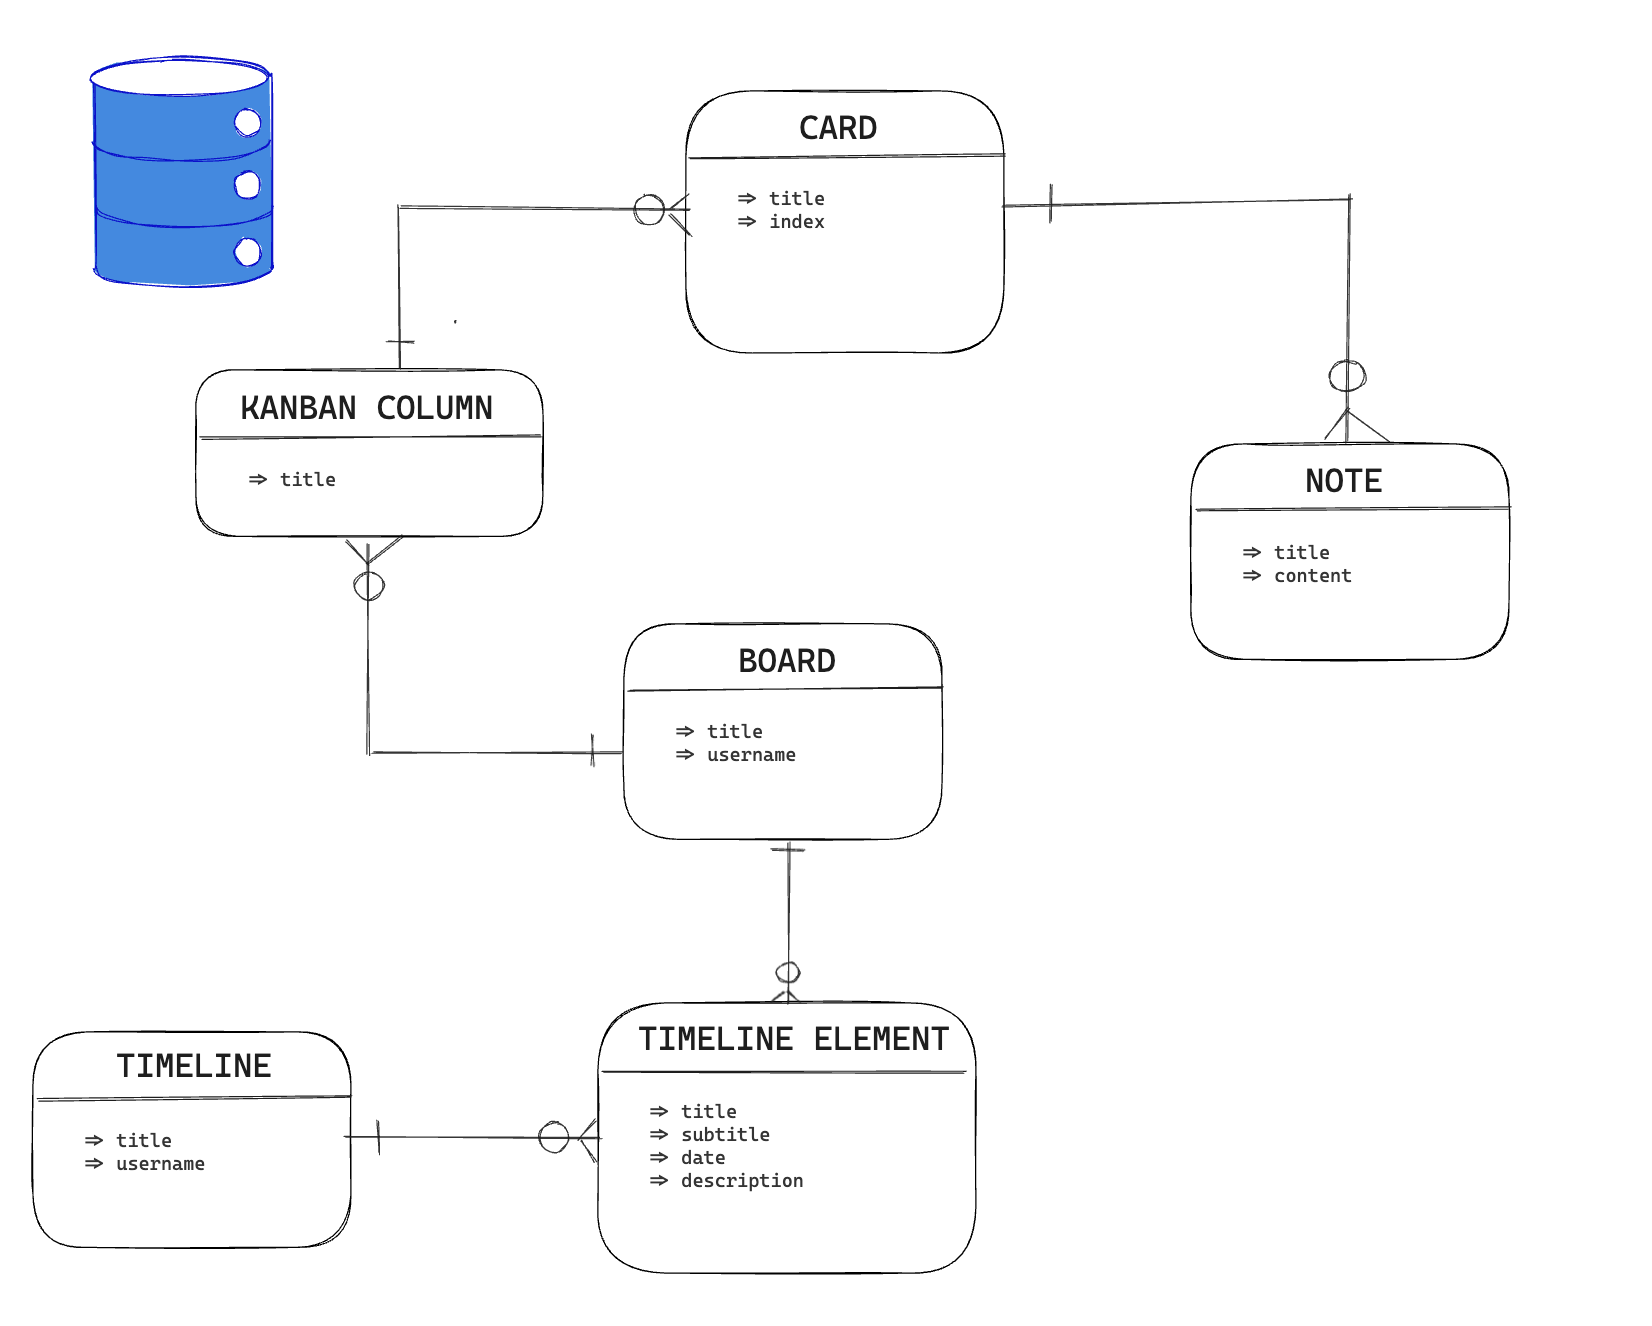 CARD
⇒ title
⇒ index
KANBAN COLUMN
⇒ title
NOTE
⇒ title
⇒ content
BOARD
⇒ title
⇒ username
TIMELINE
⇒ title
⇒ username
TIMELINE ELEMENT
⇒ title
⇒ subtitle
⇒ date
⇒ description